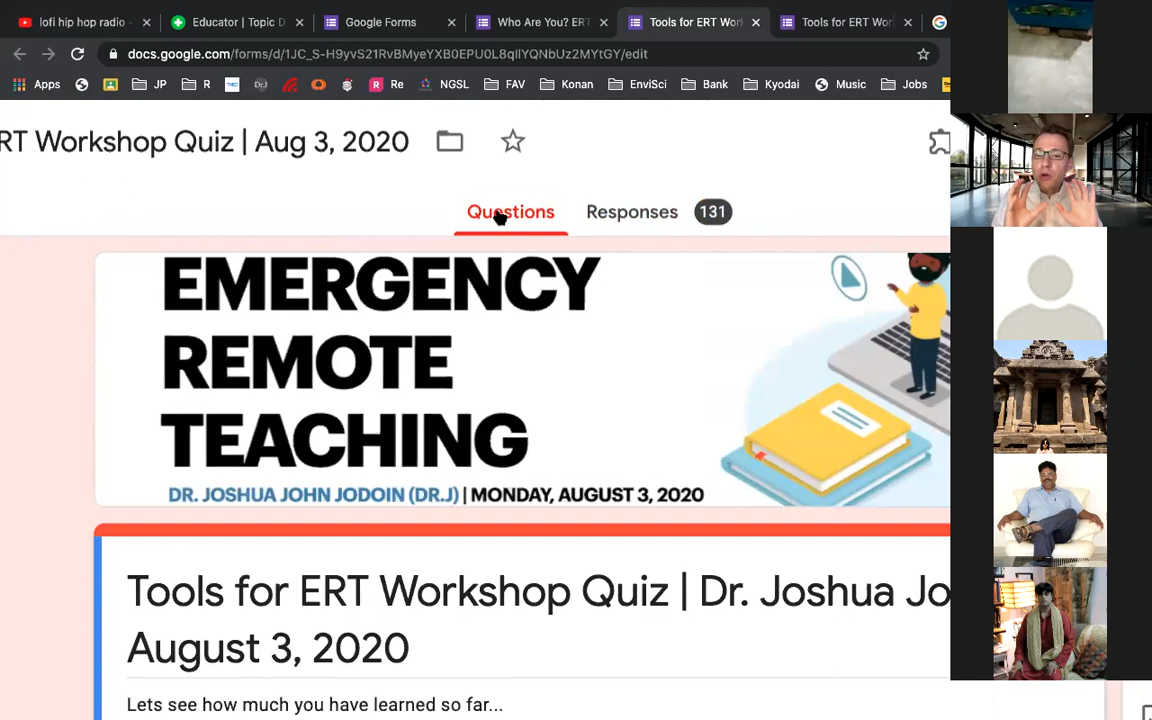 lofi hip hop radio -
Educator | Topic D
Google Forms
Who Are You? ERT
Tools for ERT Wor
Tools for ERT Wor
docs.google.com/forms/d/1JC_S-H9yvS21RvBMyeYXB0EPU0L8qIlYQNbUz2MYtGY/edit
Apps
JP
R
Re
NGSL
FAV
Konan
EnviSci
Bank
Kyodai
Music
Jobs
RT Workshop Quiz | Aug 3, 2020
Questions
Responses 131
EMERGENCY
REMOTE
TEACHING
DR. JOSHUA JOHN JODOIN (DR.J) | MONDAY, AUGUST 3, 2020
Tools for ERT Workshop Quiz | Dr. Joshua Jo
August 3, 2020
Lets see how much you have learned so far...